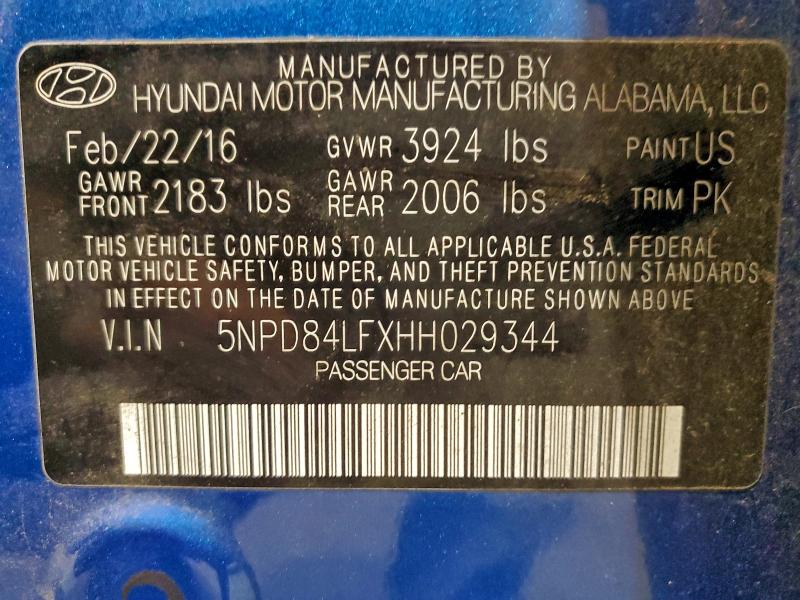 MANUFACTURED BY
HYUNDAI MOTOR MANUFACTURING ALABAMA, LLC
Feb/22/16 GVWR 3924 lbs PAINT US
GAWR FRONT 2183 lbs GAWR REAR 2006 lbs TRIM PK
THIS VEHICLE CONFORMS TO ALL APPLICABLE U.S.A. FEDERAL
MOTOR VEHICLE SAFETY, BUMPER, AND THEFT PREVENTION STANDARDS
IN EFFECT ON THE DATE OF MANUFACTURE SHOWN ABOVE
V.I.N 5NPD84LFXHH029344
PASSENGER CAR